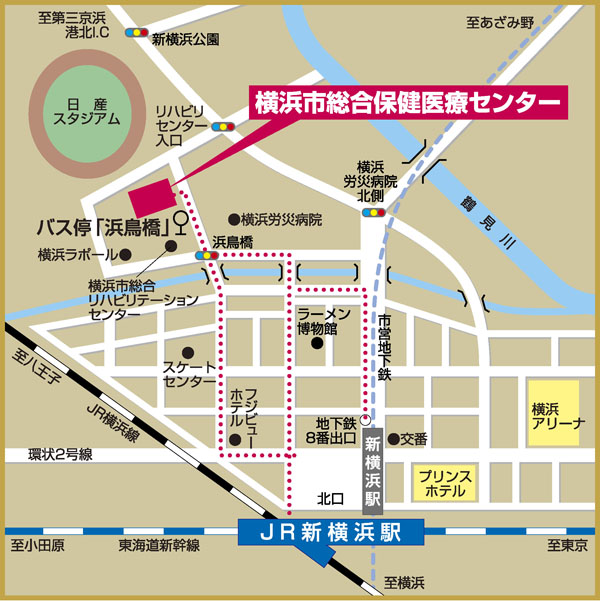 至第三京浜
港北I.C
新横浜公園
至あざみ野
日産
スタジアム
リハビリ
センター
入口
横浜市総合保健医療センター
横浜
労災病院
北側
鶴見川
バス停「浜鳥橋」
横浜労災病院
浜鳥橋
横浜ラポール
横浜市総合
リハビリテーション
センター
ラーメン
博物館
市営地下鉄
スケート
センター
至八王子
JR横浜線
フジビュー
ホテル
地下鉄
8番出口
新横浜駅
交番
横浜
アリーナ
環状2号線
プリンス
ホテル
北口
JR新横浜駅
至小田原
東海道新幹線
至東京
至横浜